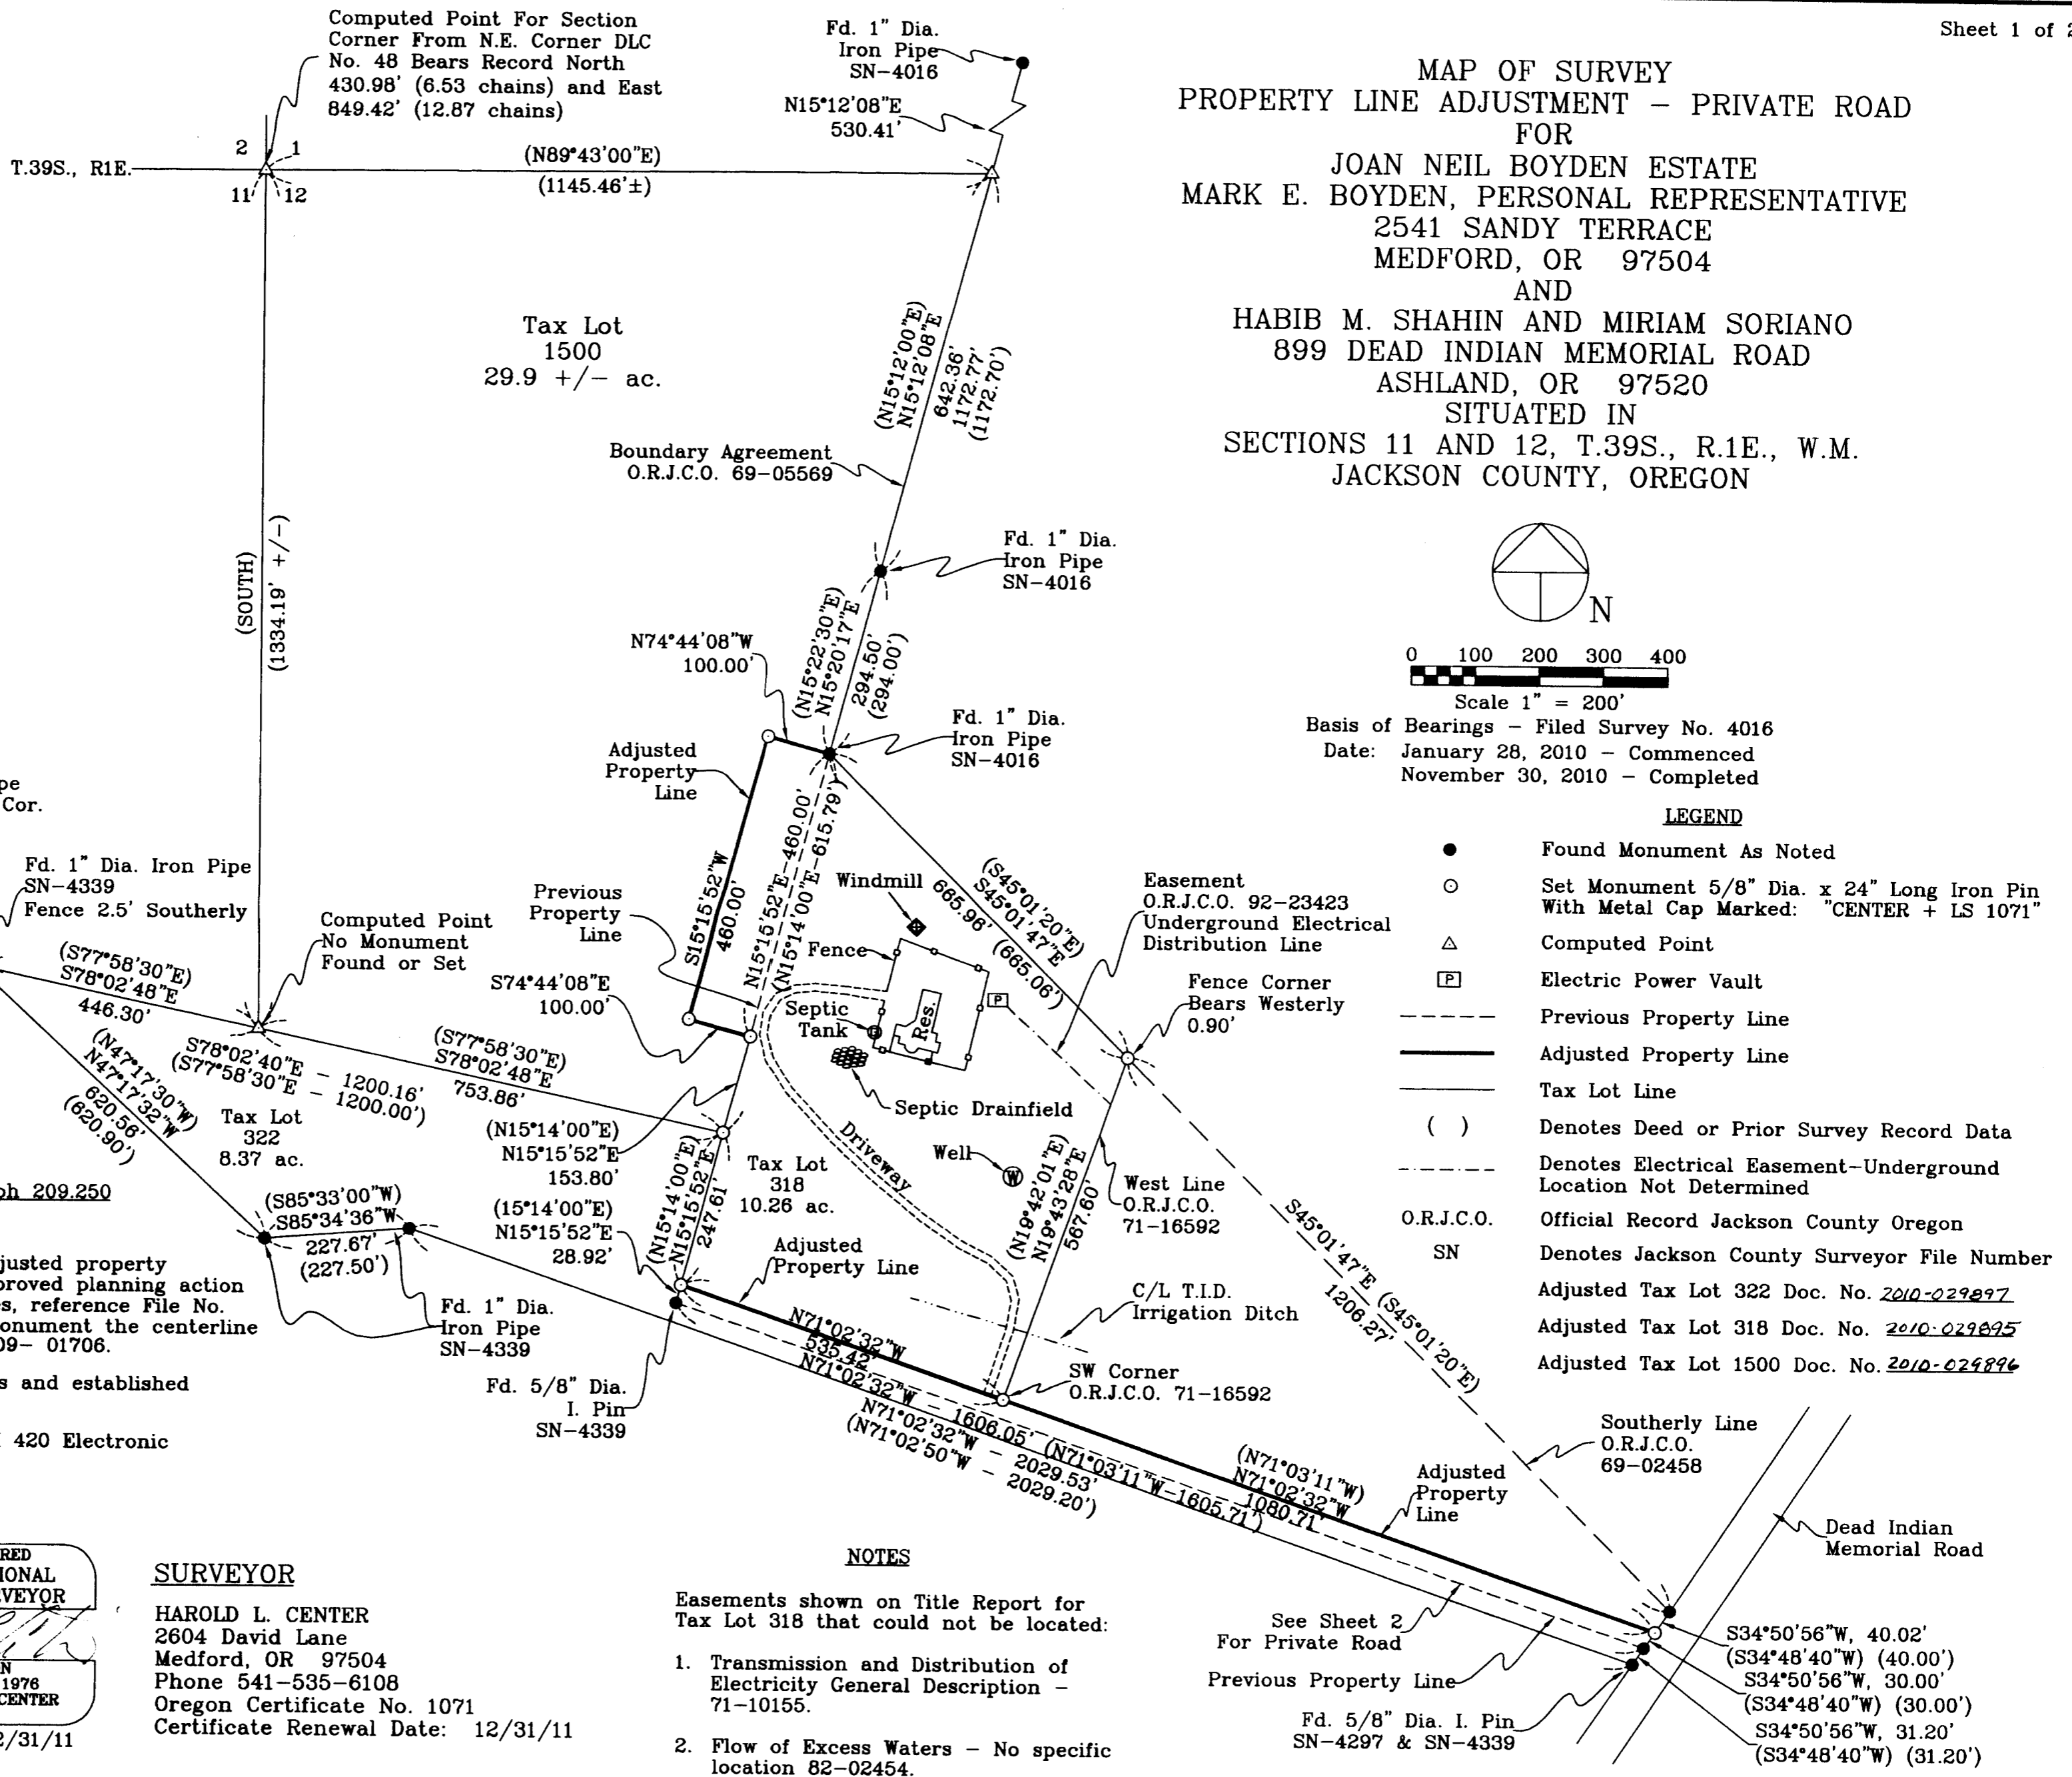 Sheet 1 of 2
Computed Point For Section
Corner From N.E. Corner DLC
No. 48 Bears Record North
430.98' (6.53 chains) and East
849.42' (12.87 chains)
Fd. 1" Dia.
Iron Pipe
SN-4016
N15°12'08"E
530.41'
MAP OF SURVEY
PROPERTY LINE ADJUSTMENT - PRIVATE ROAD
FOR
JOAN NEIL BOYDEN ESTATE
MARK E. BOYDEN, PERSONAL REPRESENTATIVE
2541 SANDY TERRACE
MEDFORD, OR 97504
AND
HABIB M. SHAHIN AND MIRIAM SORIANO
899 DEAD INDIAN MEMORIAL ROAD
ASHLAND, OR 97520
SITUATED IN
SECTIONS 11 AND 12, T.39S., R.1E., W.M.
JACKSON COUNTY, OREGON
T.39S., R1E.
2 1
11 12
(N89°43'00"E)
(1145.46'±)
Tax Lot
1500
29.9 +/- ac.
(N15°12'00"E)
N15°12'08"E
642.36'
1172.77'
(1172.70')
Boundary Agreement
O.R.J.C.O. 69-05569
(SOUTH)
(1334.19' +/-)
Fd. 1" Dia.
Iron Pipe
SN-4016
N
0 100 200 300 400
Scale 1" = 200'
Basis of Bearings - Filed Survey No. 4016
Date: January 28, 2010 - Commenced
November 30, 2010 - Completed
N74°44'08"W
100.00'
(N15°22'30"E)
N15°20'17"E
294.50'
(294.00')
Fd. 1" Dia.
Iron Pipe
SN-4016
Adjusted
Property
Line
S15°15'52"W
460.00'
N15°15'52"E-460.00'
(N15°14'00"E-615.79')
pe
Cor.
Fd. 1" Dia. Iron Pipe
SN-4339
Fence 2.5' Southerly
Computed Point
No Monument
Found or Set
Previous
Property
Line
S74°44'08"E
100.00'
Windmill
Fence
Septic
Tank
Res.
P
Septic Drainfield
(S45°01'20"E)
S45°01'47"E
665.98' (665.06')
Easement
O.R.J.C.O. 92-23423
Underground Electrical
Distribution Line
Fence Corner
Bears Westerly
0.90'
LEGEND
Found Monument As Noted
Set Monument 5/8" Dia. x 24" Long Iron Pin
With Metal Cap Marked: "CENTER + LS 1071"
Computed Point
P Electric Power Vault
Previous Property Line
Adjusted Property Line
Tax Lot Line
( ) Denotes Deed or Prior Survey Record Data
Denotes Electrical Easement-Underground
Location Not Determined
O.R.J.C.O. Official Record Jackson County Oregon
SN Denotes Jackson County Surveyor File Number
Adjusted Tax Lot 322 Doc. No. 2010-029897
Adjusted Tax Lot 318 Doc. No. 2010-029895
Adjusted Tax Lot 1500 Doc. No. 2010-029896
(S77°58'30"E)
S78°02'48"E
446.30'
S78°02'40"E - 1200.16'
(S77°58'30"E - 1200.00')
(S77°58'30"E)
S78°02'48"E
753.86'
(N47°17'30"W)
N47°17'32"W
620.56'
(620.90')
Tax Lot
322
8.37 ac.
(N15°14'00"E)
N15°15'52"E
153.80'
(15°14'00"E)
N15°15'52"E
28.92'
(N15°14'00"E)
N15°15'52"E
247.61'
Tax Lot
318
10.26 ac.
Driveway
Well
W
(N19°42'01"E)
N19°43'28"E
567.60'
West Line
O.R.J.C.O.
71-16592
S45°01'47"E (S45°01'20"E)
1206.27'
ph 209.250
(S85°33'00"W)
S85°34'36"W
227.67'
(227.50')
justed property
proved planning action
es, reference File No.
onument the centerline
09- 01706.
s and established
420 Electronic
Fd. 1" Dia.
Iron Pipe
SN-4339
Adjusted
Property Line
C/L T.I.D.
Irrigation Ditch
SW Corner
O.R.J.C.O. 71-16592
Fd. 5/8" Dia.
I. Pin
SN-4339
N71°02'32"W
535.42'
N71°02'32"W - 1606.05' (N71°03'11"W-1605.71')
N71°02'32"W - 2029.53'
(N71°02'50"W - 2029.20')
(N71°03'11"W)
N71°02'32"W
1080.71'
Adjusted
Property
Line
Southerly Line
O.R.J.C.O.
69-02458
Dead Indian
Memorial Road
RED
IONAL
VEYOR
N
1976
CENTER
2/31/11
SURVEYOR
HAROLD L. CENTER
2604 David Lane
Medford, OR 97504
Phone 541-535-6108
Oregon Certificate No. 1071
Certificate Renewal Date: 12/31/11
NOTES
Easements shown on Title Report for
Tax Lot 318 that could not be located:
1. Transmission and Distribution of
Electricity General Description -
71-10155.
2. Flow of Excess Waters - No specific
location 82-02454.
See Sheet 2
For Private Road
Previous Property Line
Fd. 5/8" Dia. I. Pin
SN-4297 & SN-4339
S34°50'56"W, 40.02'
(S34°48'40"W) (40.00')
S34°50'56"W, 30.00'
(S34°48'40"W) (30.00')
S34°50'56"W, 31.20'
(S34°48'40"W) (31.20')